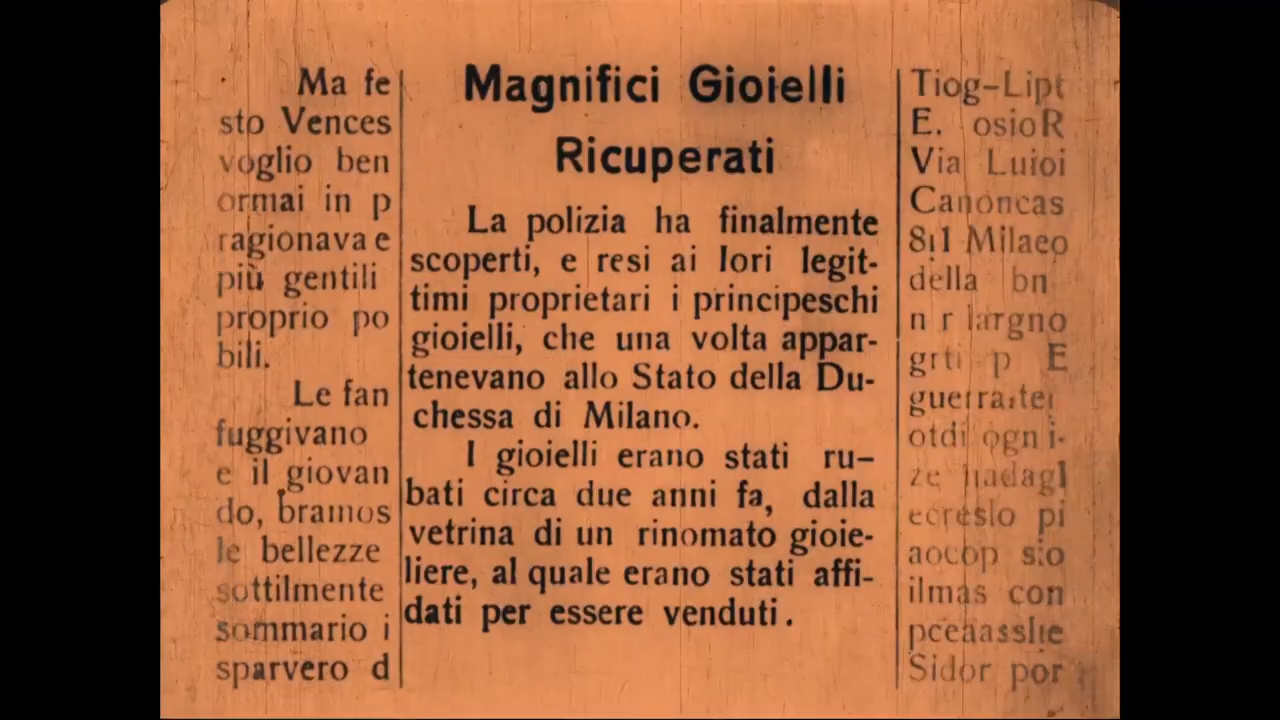 Ma fe
sto Vences
voglio ben
ormai in p
ragionava e
più gentili
proprio po
bili.
Le fan
fuggivano
e il giovan
do, bramos
le bellezze
sottilmente
sommario i
sparvero d
Magnifici Gioielli
Ricuperati
La polizia ha finalmente
scoperti, e resi ai lori legit-
timi proprietari i principeschi
gioielli, che una volta appar-
tenevano allo Stato della Du-
chessa di Milano.
I gioielli erano stati ru-
bati circa due anni fa, dalla
vetrina di un rinomato gioie-
liere, al quale erano stati affi-
dati per essere venduti.
Tiog-Lipt
E. osioR
Via Luioi
Canoncas
8i1 Milaeo
della bn
n r largno
grti p E
otdi ogni-
ecreslo pi
aocop sio
ilmas con
Sidor por